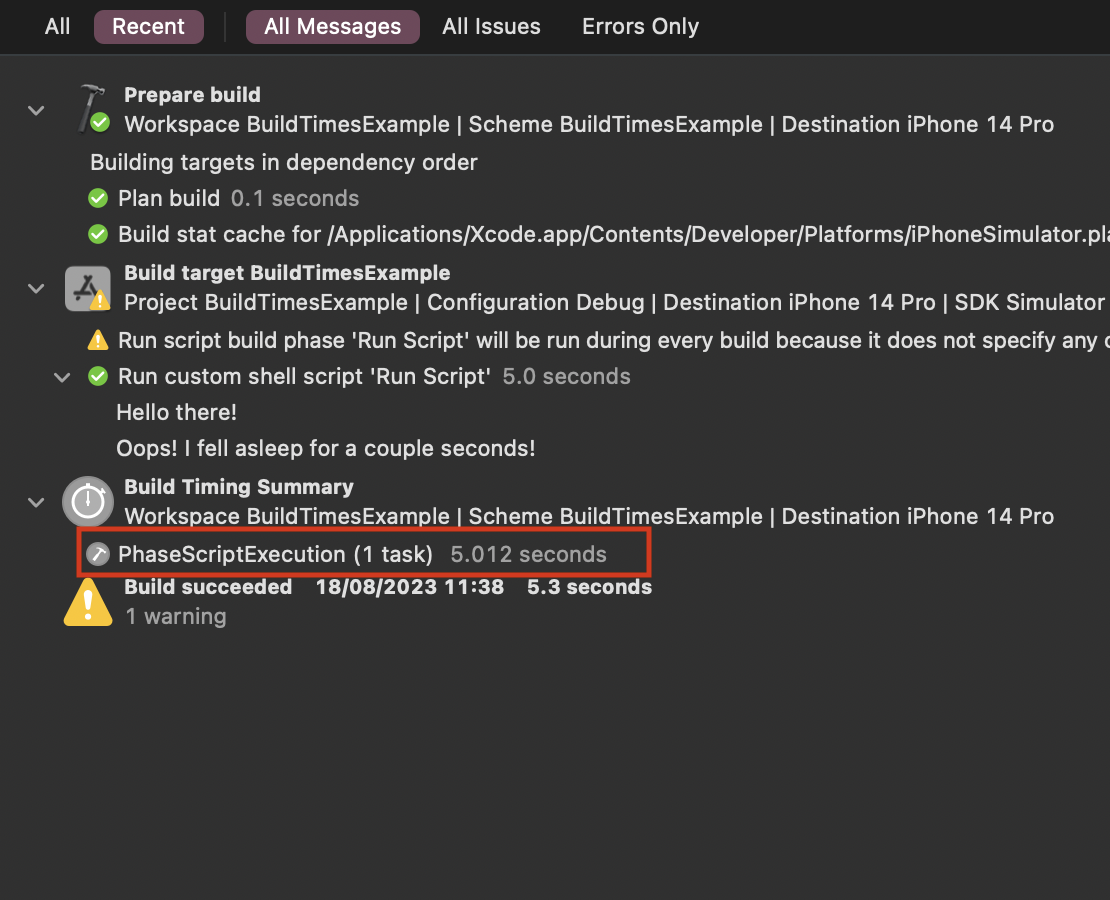 All Recent All Messages All Issues Errors Only
Prepare build
Workspace BuildTimesExample | Scheme BuildTimesExample | Destination iPhone 14 Pro
Building targets in dependency order
Plan build 0.1 seconds
Build stat cache for /Applications/Xcode.app/Contents/Developer/Platforms/iPhoneSimulator.pla
Build target BuildTimesExample
Project BuildTimesExample | Configuration Debug | Destination iPhone 14 Pro | SDK Simulator
Run script build phase 'Run Script' will be run during every build because it does not specify any
Run custom shell script 'Run Script' 5.0 seconds
Hello there!
Oops! I fell asleep for a couple seconds!
Build Timing Summary
Workspace BuildTimesExample | Scheme BuildTimesExample | Destination iPhone 14 Pro
PhaseScriptExecution (1 task) 5.012 seconds
Build succeeded 18/08/2023 11:38 5.3 seconds
1 warning